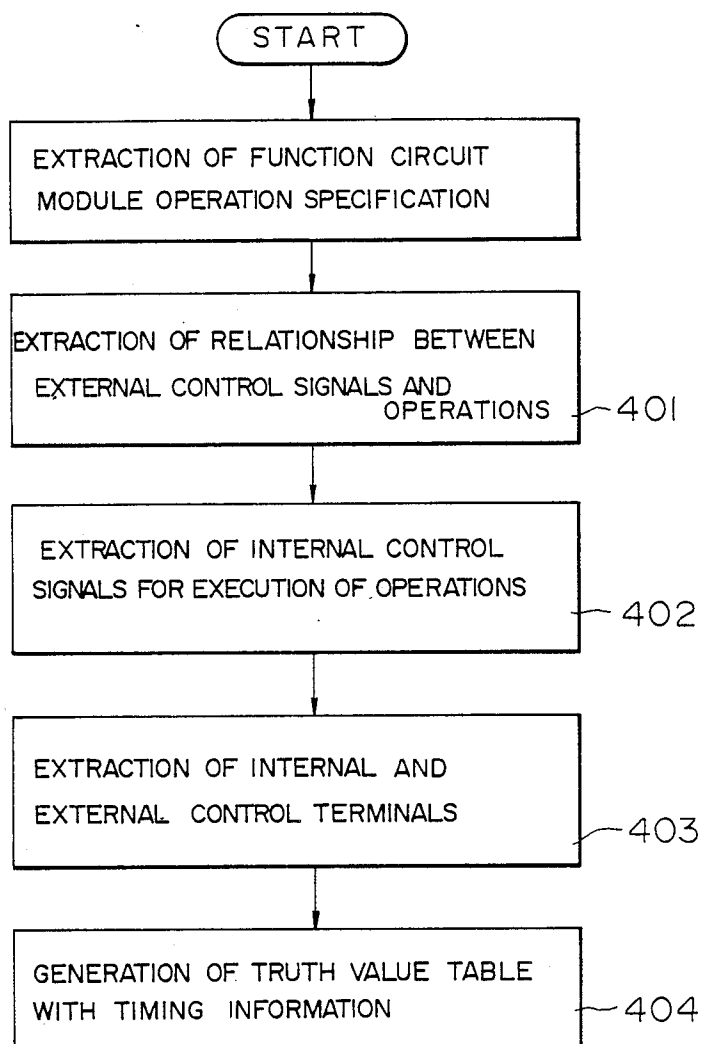 START
EXTRACTION OF FUNCTION CIRCUIT
MODULE OPERATION SPECIFICATION
EXTRACTION OF RELATIONSHIP BETWEEN
EXTERNAL CONTROL SIGNALS AND
OPERATIONS
401
EXTRACTION OF INTERNAL CONTROL
SIGNALS FOR EXECUTION OF OPERATIONS
402
EXTRACTION OF INTERNAL AND
EXTERNAL CONTROL TERMINALS
403
GENERATION OF TRUTH VALUE TABLE
WITH TIMING INFORMATION
404